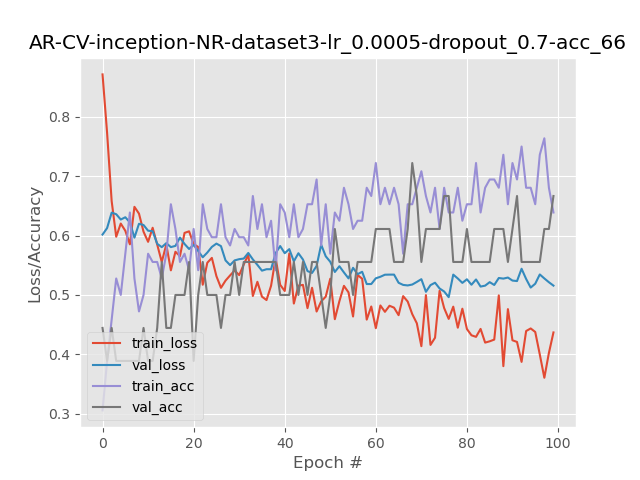 AR-CV-inception-NR-dataset3-lr_0.0005-dropout_0.7-acc_66
Loss/Accuracy
0.8
0.7
0.6
0.5
0.4
0.3
train_loss
val_loss
train_acc
val_acc
0
20
40
60
80
100
Epoch #